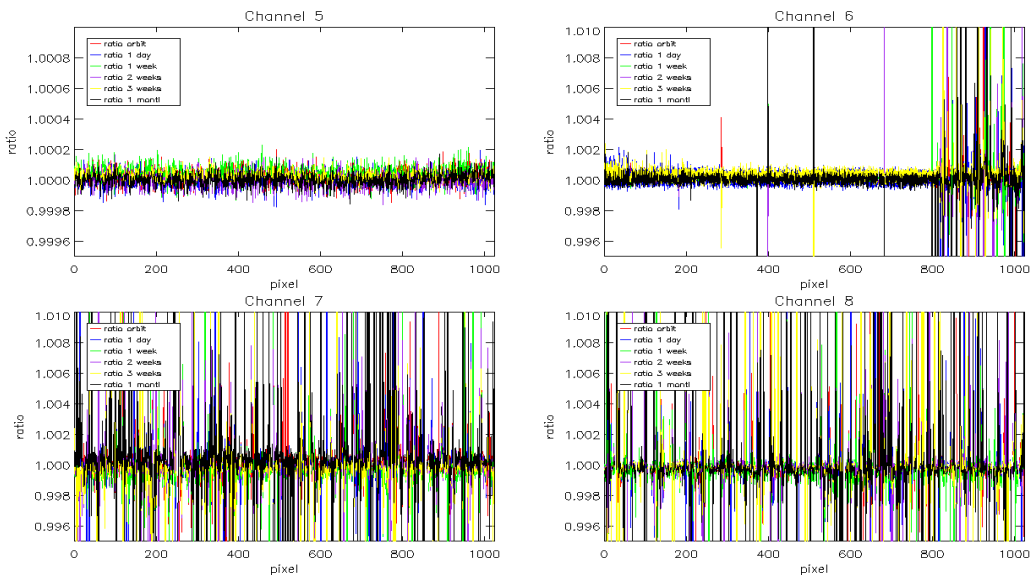 Channel 5
1.0008
1.0006
1.0004
1.0002
1.0000
0.9998
0.9996
ratio
ratio orbit
ratio 1 day
ratio 1 week
ratio 2 weeks
ratio 3 weeks
ratio 1 montl
0 200 400 600 800 1000
pixel
Channel 6
1.010
1.008
1.006
1.004
1.002
1.000
0.998
0.996
ratio
ratio orbit
ratio 1 day
ratio 1 week
ratio 2 weeks
ratio 3 weeks
ratio 1 montl
0 200 400 600 800 1000
pixel
Channel 7
1.010
1.008
1.006
1.004
1.002
1.000
0.998
0.996
ratio
ratio orbit
ratio 1 day
ratio 1 week
ratio 2 weeks
ratio 3 weeks
ratio 1 montl
0 200 400 600 800 1000
pixel
Channel 8
1.010
1.008
1.006
1.004
1.002
1.000
0.998
0.996
ratio
ratio orbit
ratio 1 day
ratio 1 week
ratio 2 weeks
ratio 3 weeks
ratio 1 montl
0 200 400 600 800 1000
pixel